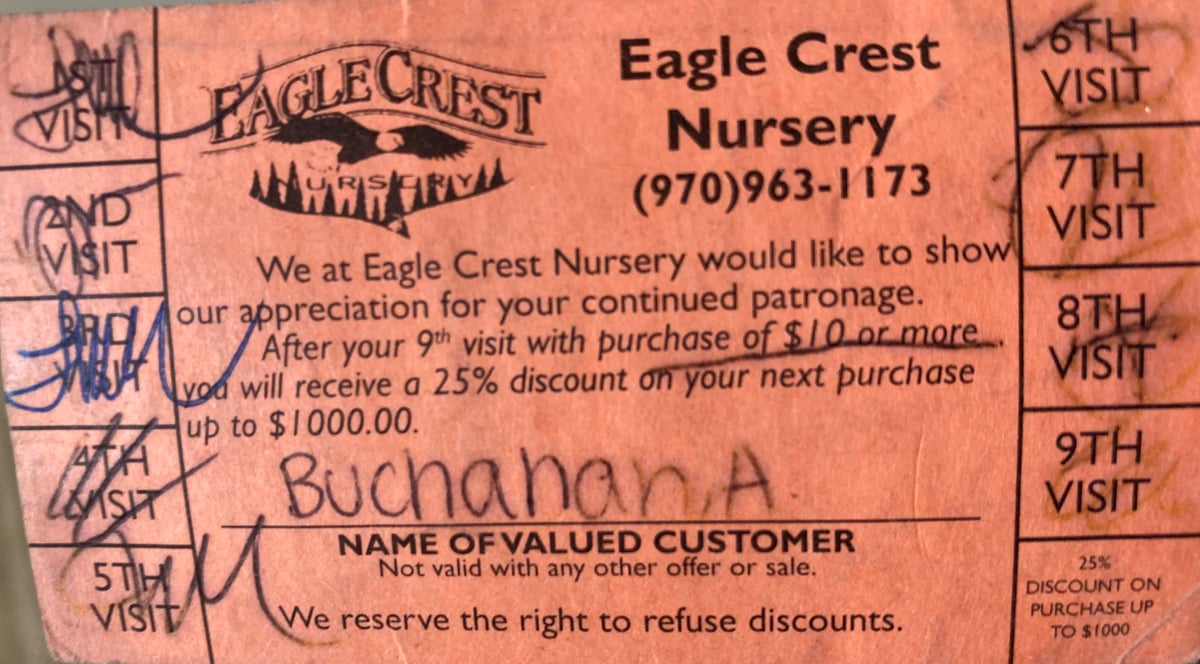 1ST
VISIT
2ND
VISIT
3RD
VISIT
4TH
VISIT
5TH
VISIT
EAGLE CREST
NURSERY
Eagle Crest
Nursery
(970)963-1173
We at Eagle Crest Nursery would like to show
our appreciation for your continued patronage.
After your 9th visit with purchase of $10 or more
you will receive a 25% discount on your next purchase
up to $1000.00.
Buchanan, A.
NAME OF VALUED CUSTOMER
Not valid with any other offer or sale.
We reserve the right to refuse discounts.
6TH
VISIT
7TH
VISIT
8TH
VISIT
9TH
VISIT
25%
DISCOUNT ON
PURCHASE UP
TO $1000